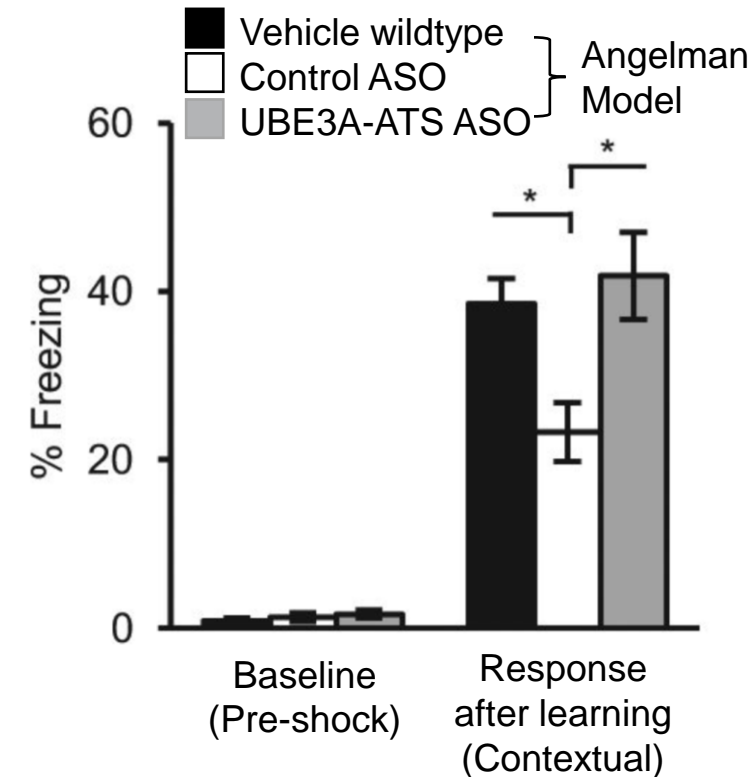 Vehicle wildtype
Control ASO
UBE3A-ATS ASO
Angelman
Model
60
40
20
0
% Freezing
*
*
Baseline
(Pre-shock)
Response
after learning
(Contextual)